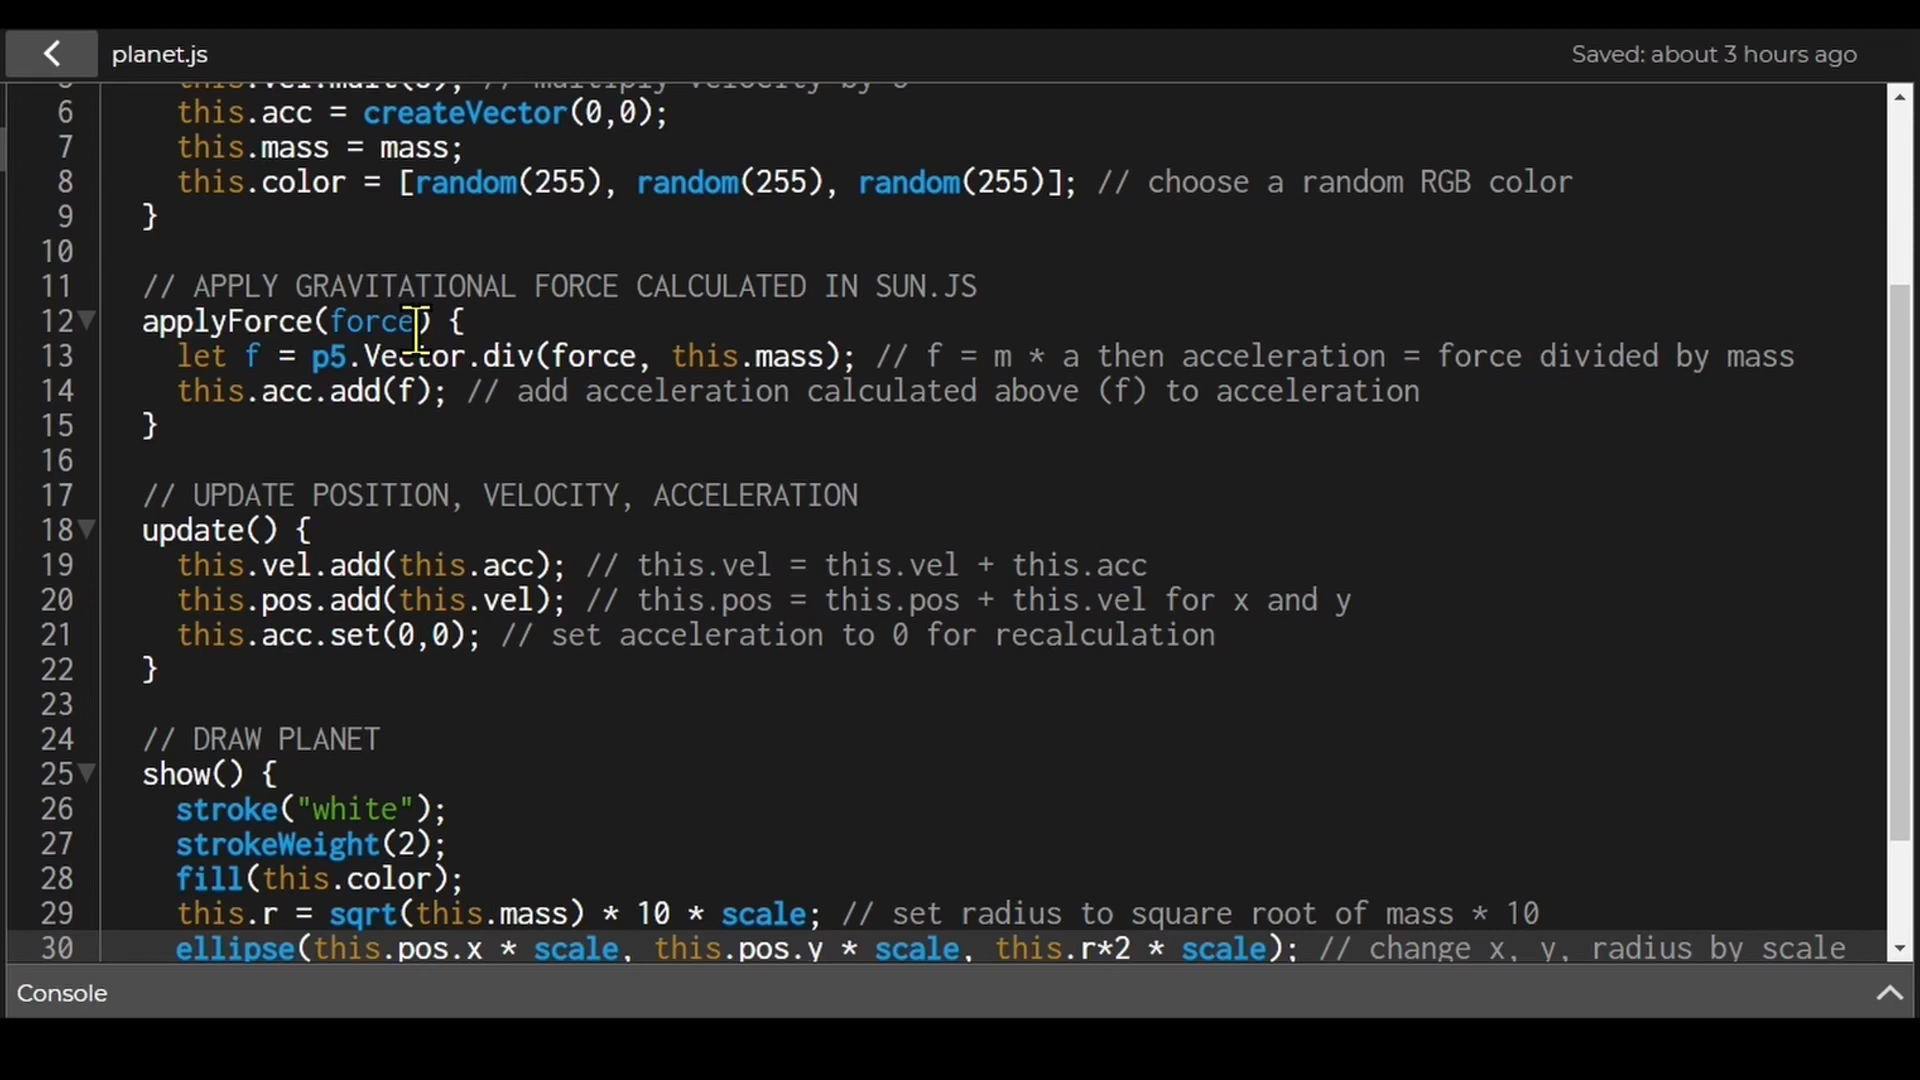 planet.js
Saved: about 3 hours ago
6 this.acc = createVector(0,0);
7 this.mass = mass;
8 this.color = [random(255), random(255), random(255)]; // choose a random RGB color
9 }
10
11 // APPLY GRAVITATIONAL FORCE CALCULATED IN SUN.JS
12 applyForce(force) {
13 let f = p5.Vector.div(force, this.mass); // f = m * a then acceleration = force divided by mass
14 this.acc.add(f); // add acceleration calculated above (f) to acceleration
15 }
16
17 // UPDATE POSITION, VELOCITY, ACCELERATION
18 update() {
19 this.vel.add(this.acc); // this.vel = this.vel + this.acc
20 this.pos.add(this.vel); // this.pos = this.pos + this.vel for x and y
21 this.acc.set(0,0); // set acceleration to 0 for recalculation
22 }
23
24 // DRAW PLANET
25 show() {
26 stroke("white");
27 strokeWeight(2);
28 fill(this.color);
29 this.r = sqrt(this.mass) * 10 * scale; // set radius to square root of mass * 10
30 ellipse(this.pos.x * scale, this.pos.y * scale, this.r*2 * scale); // change x, y, radius by scale
Console